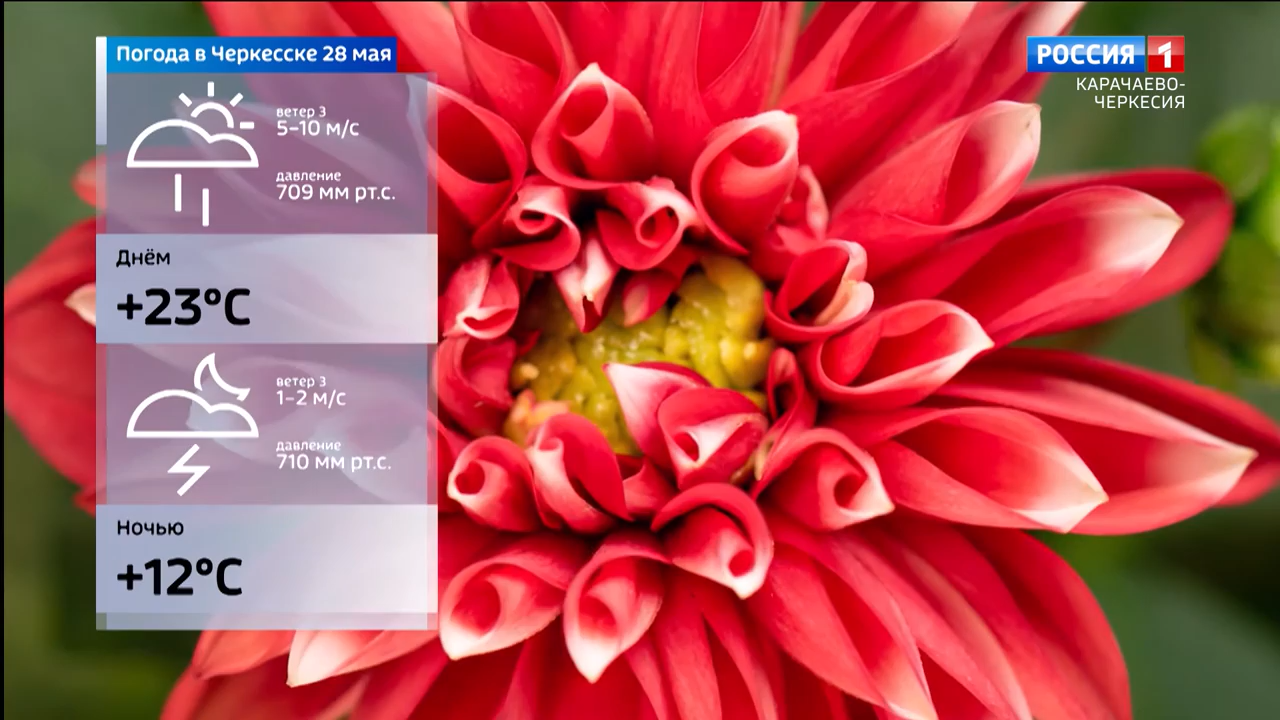 Погода в Черкесске 28 мая
ветер З
5-10 м/с
давление
709 мм рт.с.
Днём
+23°C
ветер З
1-2 м/с
давление
710 мм рт.с.
Ночью
+12°C
РОССИЯ 1
КАРАЧАЕВО-
ЧЕРКЕСИЯ